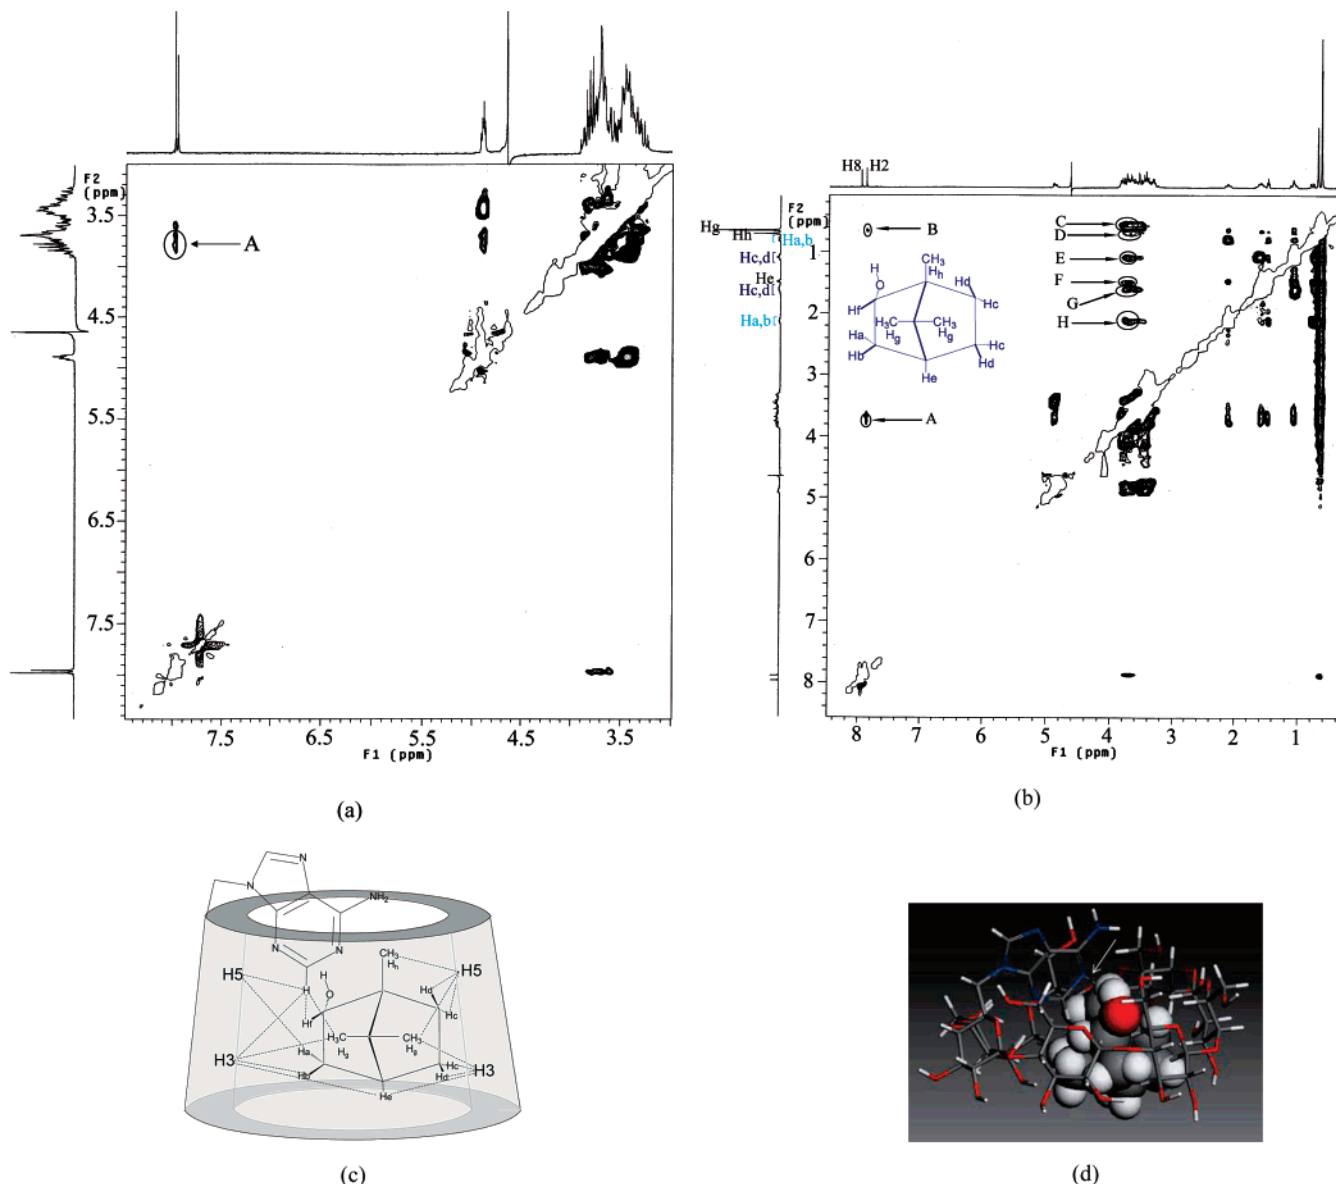 F2
(ppm)
3.5
4.5
5.5
6.5
7.5
A
7.5 6.5 5.5 4.5 3.5
F1 (ppm)
(a)
H8 H2
F2
(ppm)
Hg
Hh
Ha,b
Hc,d
He
Hc,d
Ha,b
1
2
3
4
5
6
7
8
B
A
C
D
E
F
G
H
H
O
CH3
Hh
Hd
Hc
Hf
H3C
CH3
Ha
Hg
Hg
Hc
Hb
Hd
He
8 7 6 5 4 3 2 1
F1 (ppm)
(b)
N
N
NH2
N
N
CH3
Hh
H5
H5
H
H
O
Hd
Hc
Hf
H3C
CH3
Hg
Hg
H3
Ha
Hc
H3
Hb
Hd
He
(c)
(d)